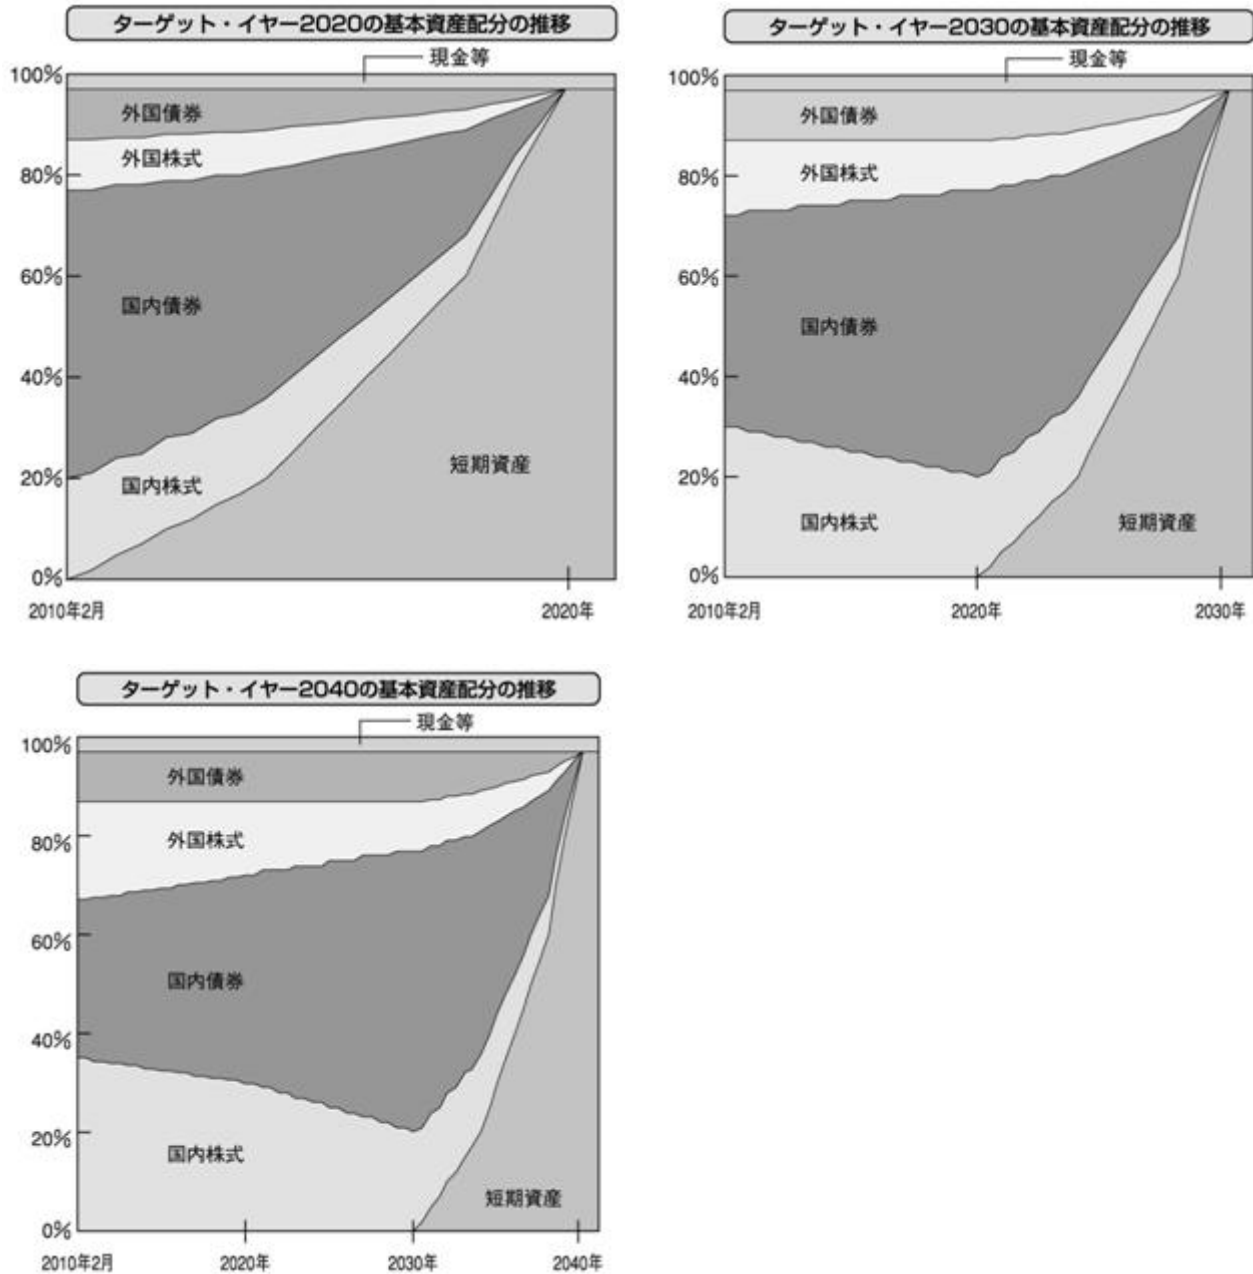 ターゲット・イヤー2020の基本資産配分の推移
現金等
100%
外国債券
外国株式
80%
60%
国内債券
40%
短期資産
20%
国内株式
0%
2010年2月
2020年
ターゲット・イヤー2030の基本資産配分の推移
現金等
100%
外国債券
外国株式
80%
60%
国内債券
40%
20%
国内株式
短期資産
0%
2010年2月
2020年
2030年
ターゲット・イヤー2040の基本資産配分の推移
現金等
100%
外国債券
80%
外国株式
60%
国内債券
40%
20%
国内株式
短期資産
0%
2010年2月
2020年
2030年
2040年